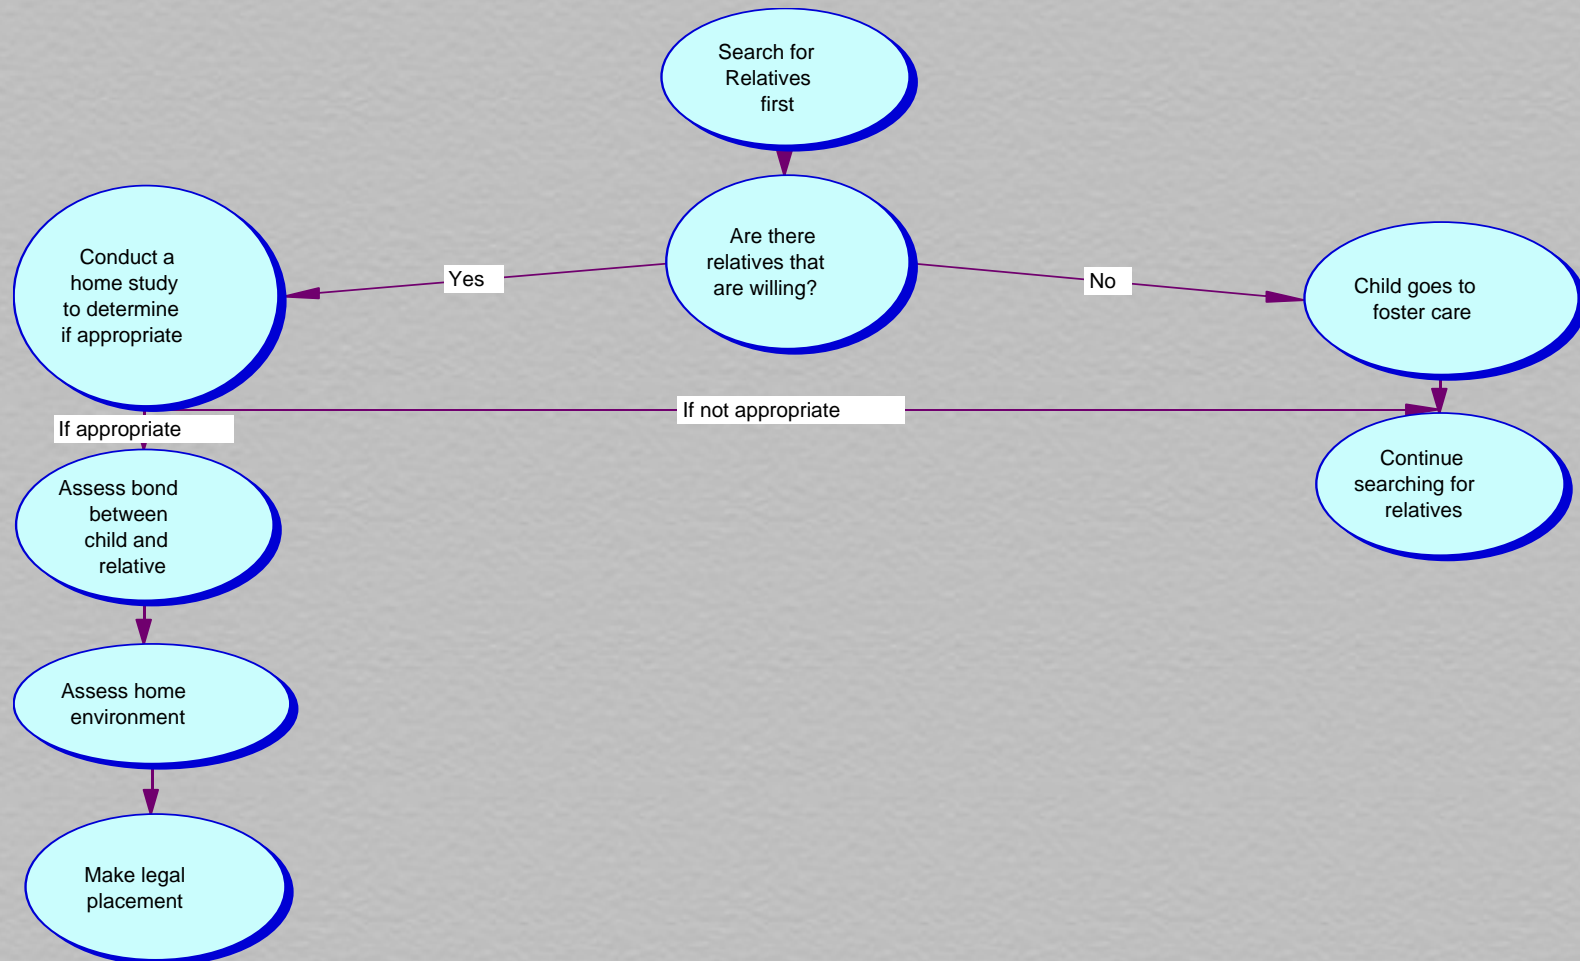 Search for
Relatives
first
Are there
relatives that
are willing?
Yes
No
Conduct a
home study
to determine
if appropriate
Child goes to
foster care
If appropriate
If not appropriate
Assess bond
between
child and
relative
Continue
searching for
relatives
Assess home
environment
Make legal
placement